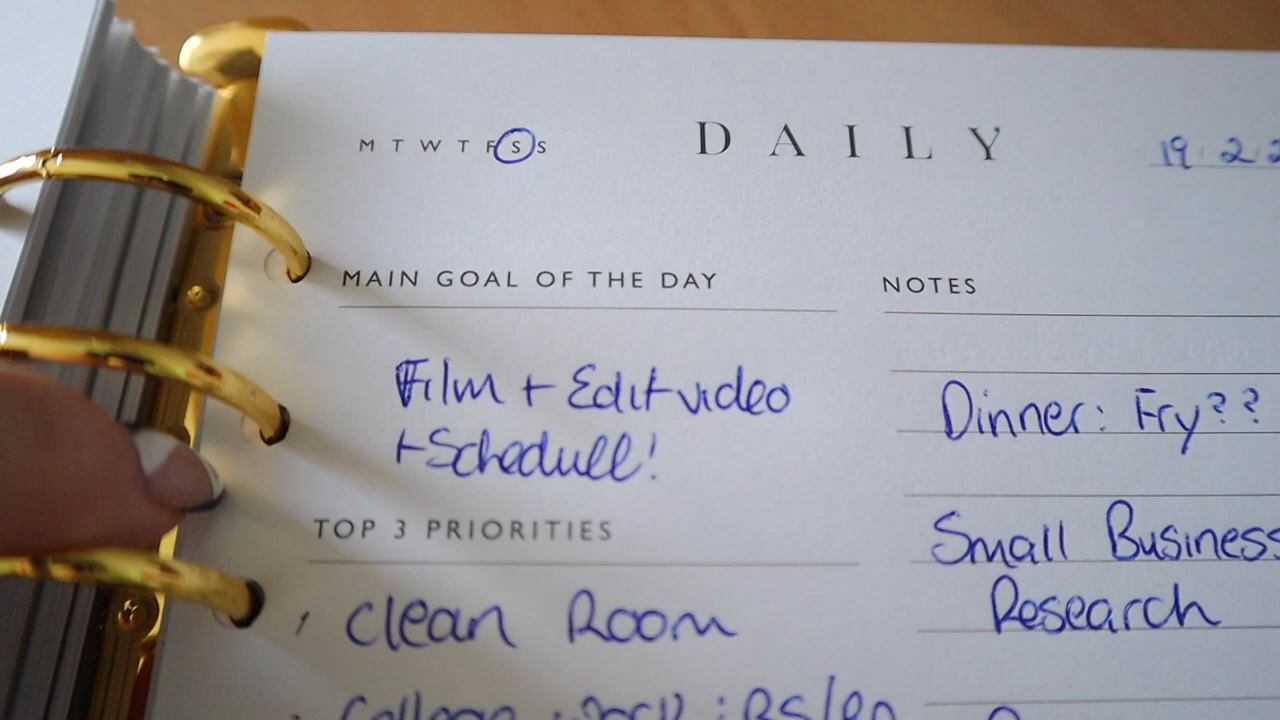 M T W T F S S
DAILY
19 2 2
MAIN GOAL OF THE DAY
Film + Edit video
+ Schedule!
NOTES
Dinner: Fry??
Small Business
Research
TOP 3 PRIORITIES
Clean Room